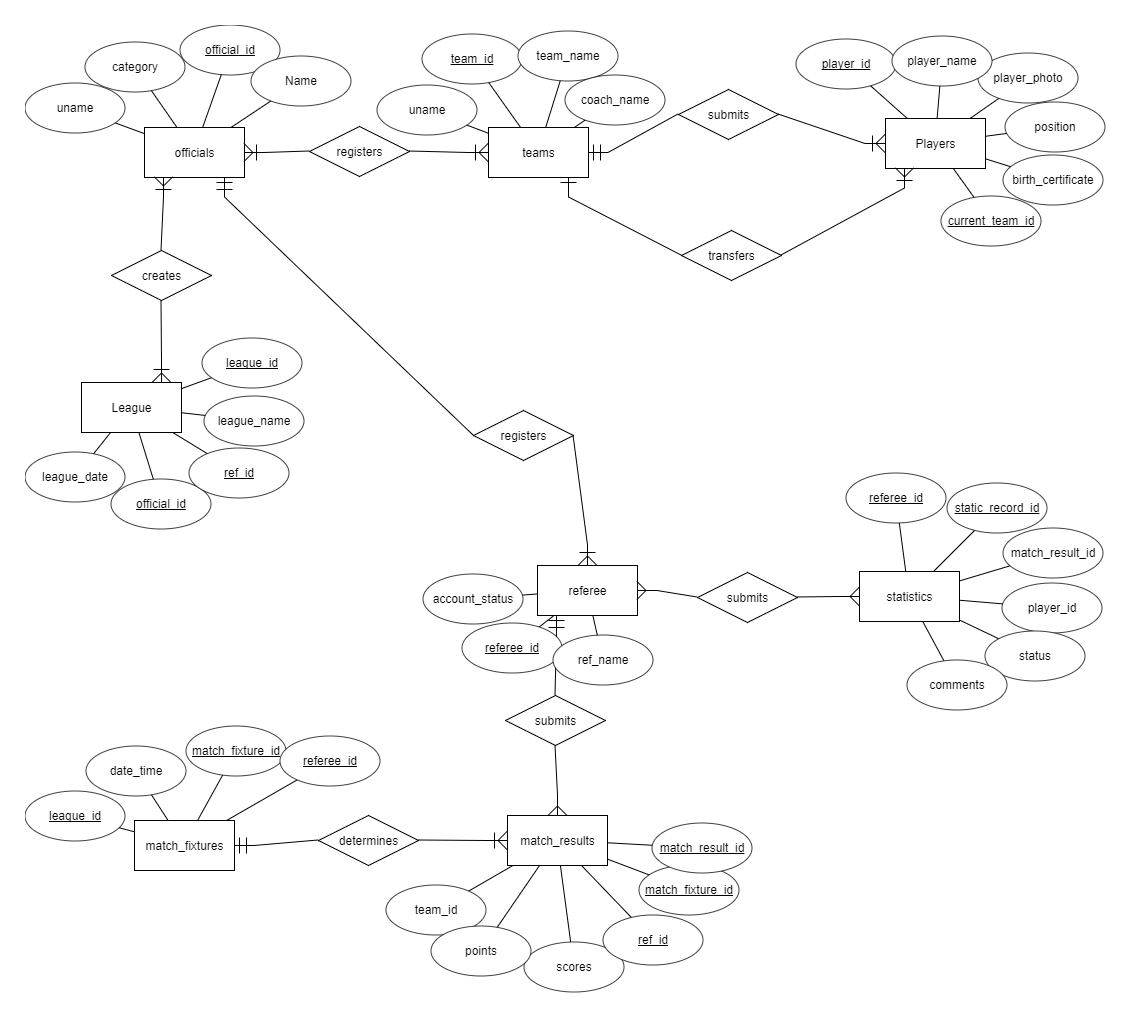 official_id
category
Name
uname
officials
registers
team_id
team_name
coach_name
uname
teams
submits
transfers
player_id
player_name
player_photo
position
birth_certificate
current_team_id
Players
creates
league_id
League
league_name
league_date
ref_id
official_id
registers
referee
account_status
referee_id
ref_name
submits
referee_id
static_record_id
match_result_id
statistics
player_id
status
comments
submits
match_fixture_id
referee_id
date_time
league_id
match_fixtures
determines
match_results
match_result_id
match_fixture_id
team_id
ref_id
points
scores